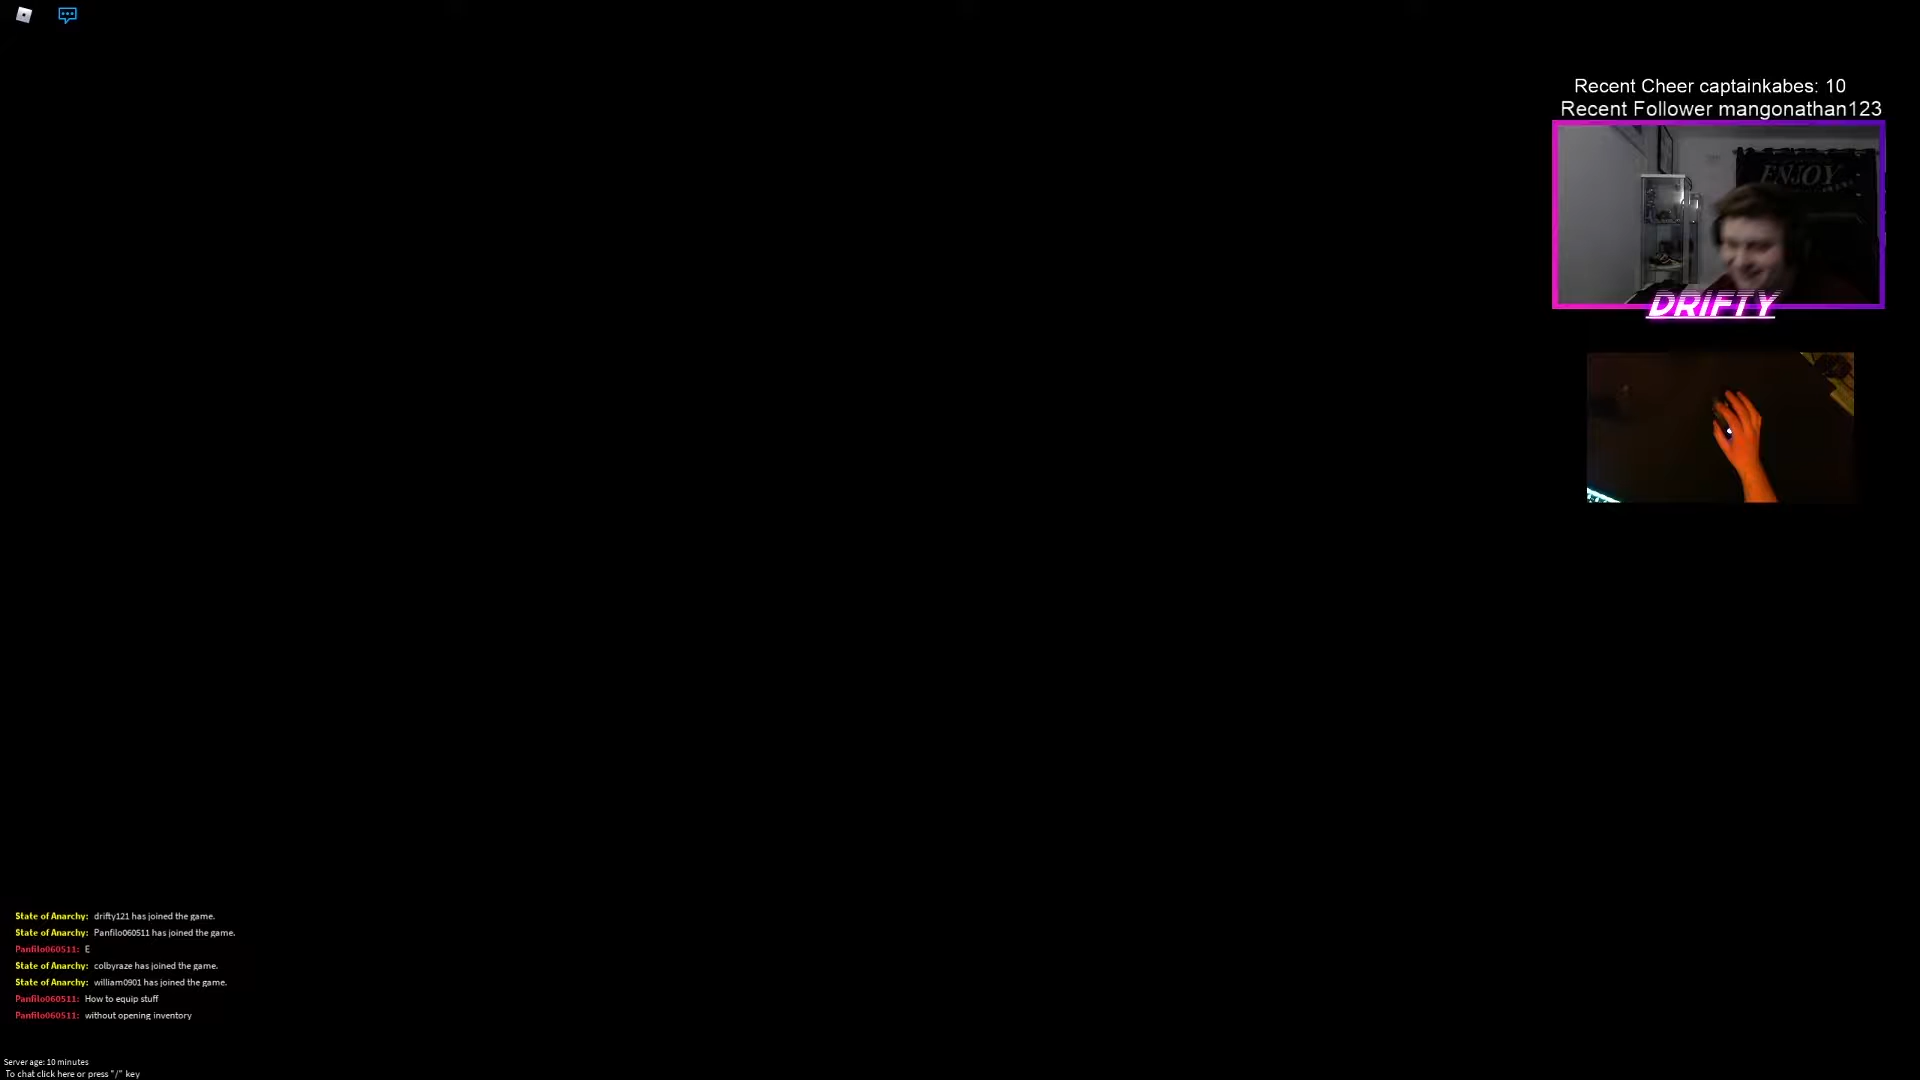 Recent Cheer captainkabes: 10
Recent Follower mangonathan123
ENJOY
DRIFTY
State of Anarchy: drifty121 has joined the game.
State of Anarchy: Panfilo060511 has joined the game.
Panfilo060511: E
State of Anarchy: colbyraze has joined the game.
State of Anarchy: william0901 has joined the game.
Panfilo060511: How to equip stuff
Panfilo060511: without opening inventory
Server age: 10 minutes
To chat click here or press "/" key